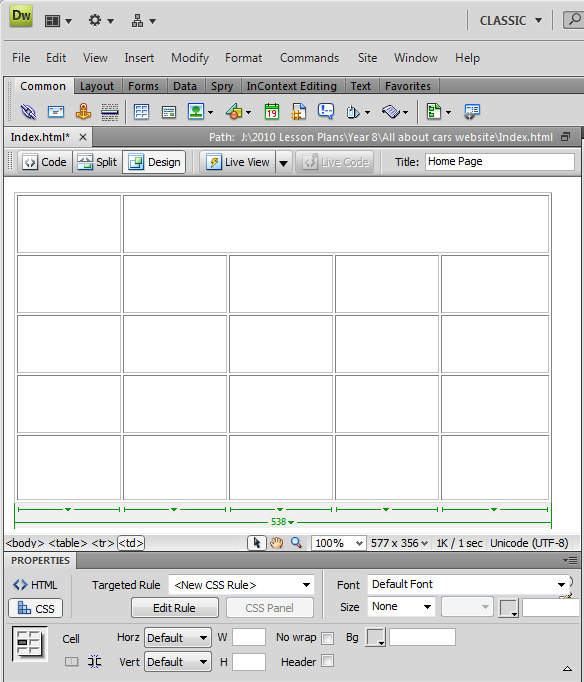 Dw CLASSIC
File Edit View Insert Modify Format Commands Site Window Help
Common Layout Forms Data Spry InContext Editing Text Favorites
19
Index.html* Path: J:\2010 Lesson Plans\Year 8\All about cars website\Index.html
Code Split Design Live View Live Code Title: Home Page
538
<body> <table> <tr> <td> 100% 577 x 356 1K / 1 sec Unicode (UTF-8)
PROPERTIES
<> HTML Targeted Rule <New CSS Rule> Font Default Font
CSS Edit Rule CSS Panel Size None
Cell Horz Default W No wrap Bg
Vert Default H Header